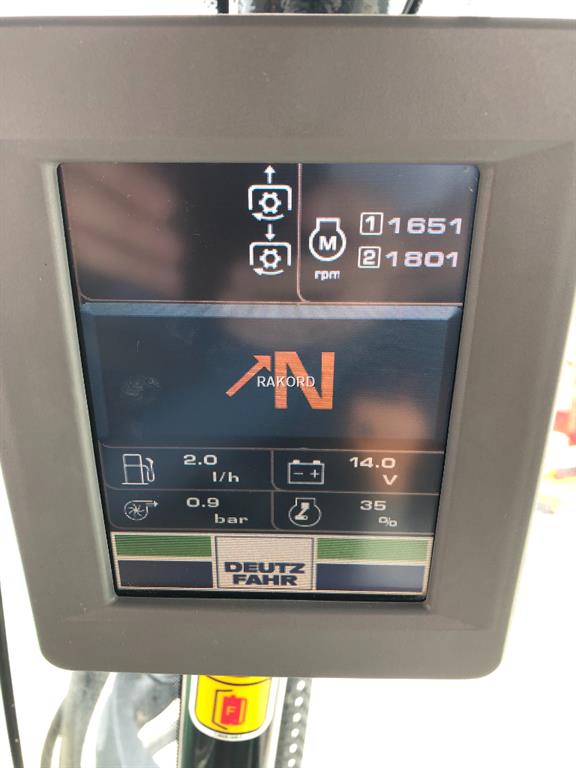 1 1651
M
2 1801
rpm
N
RAKORD
2.0
l/h
14.0
V
0.9
bar
35
%
DEUTZ
FAHR
F